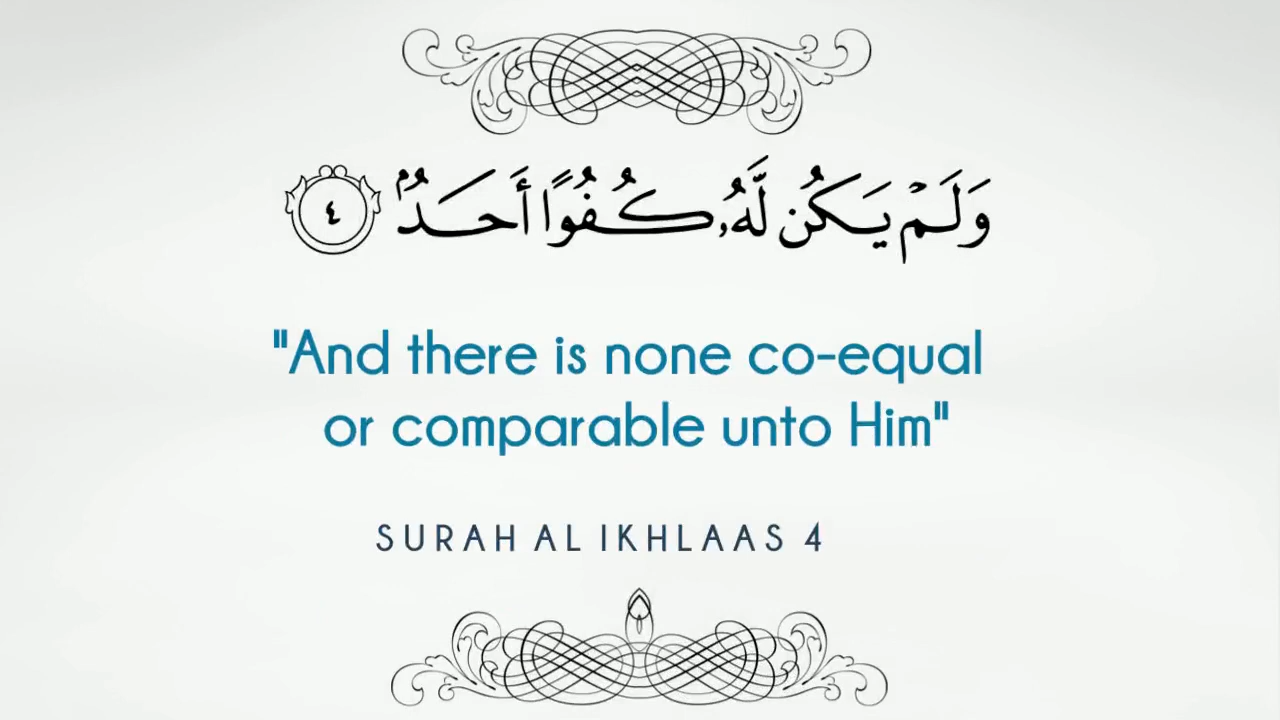 وَلَمْ يَكُن لَّهُۥ كُفُوًا أَحَدٌۢ ٤
"And there is none co-equal
or comparable unto Him"
SURAH AL IKHLAAS 4